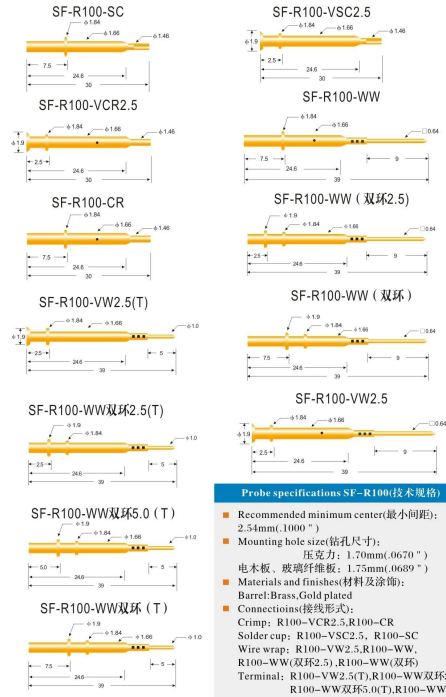 SF-R100-SC
ϕ1.84
ϕ1.66
ϕ1.46
7.5
24.6
30
SF-R100-VCR2.5
ϕ1.84
ϕ1.66
ϕ1.46
ϕ1.9
2.5
24.6
30
SF-R100-CR
ϕ1.84
ϕ1.66
ϕ1.46
7.5
24.6
30
SF-R100-VW2.5(T)
ϕ1.84
ϕ1.66
ϕ1.0
ϕ1.9
2.5
5
24.6
39
SF-R100-WW双环2.5(T)
ϕ1.9
ϕ1.84
ϕ1.66
ϕ1.0
2.5
5
24.6
39
SF-R100-WW双环5.0（T）
ϕ1.9
ϕ1.84
ϕ1.66
ϕ1.0
5.0
5
24.6
39
SF-R100-WW双环（T）
ϕ1.9
ϕ1.84
ϕ1.66
ϕ1.0
7.5
5
24.6
39
SF-R100-VSC2.5
ϕ1.84
ϕ1.66
ϕ1.46
ϕ1.9
2.5
24.6
30
SF-R100-WW
ϕ1.84
ϕ1.66
□0.64
7.5
9
24.6
39
SF-R100-WW（双环2.5)
ϕ1.9
ϕ1.84
ϕ1.66
□0.64
2.5
9
24.6
39
SF-R100-WW（双环）
ϕ1.9
ϕ1.84
ϕ1.66
□0.64
7.5
9
24.6
39
SF-R100-VW2.5
ϕ1.84
ϕ1.66
□0.64
ϕ1.9
2.5
9
24.6
39
Probe specifications SF-R100(技术规格)
Recommended minimum center(最小间距):
2.54mm(.1000＂)
Mounting hole size(钻孔尺寸):
压克力: 1.70mm(.0670＂)
电木板、玻纤纤维板: 1.75mm(.0689＂)
Materials and finishes(材料及涂饰):
Barrel:Brass,Gold plated
Connectioins(接线形式):
Crimp: R100-VCR2.5,R100-CR
Solder cup: R100-VSC2.5, R100-SC
Wire wrap: R100-VW2.5,R100-WW,
R100-WW(双环2.5) ,R100-WW(双环)
Terminal: R100-VW2.5(T),R100-WW双环
R100-WW双环5.0(T),R100-WW